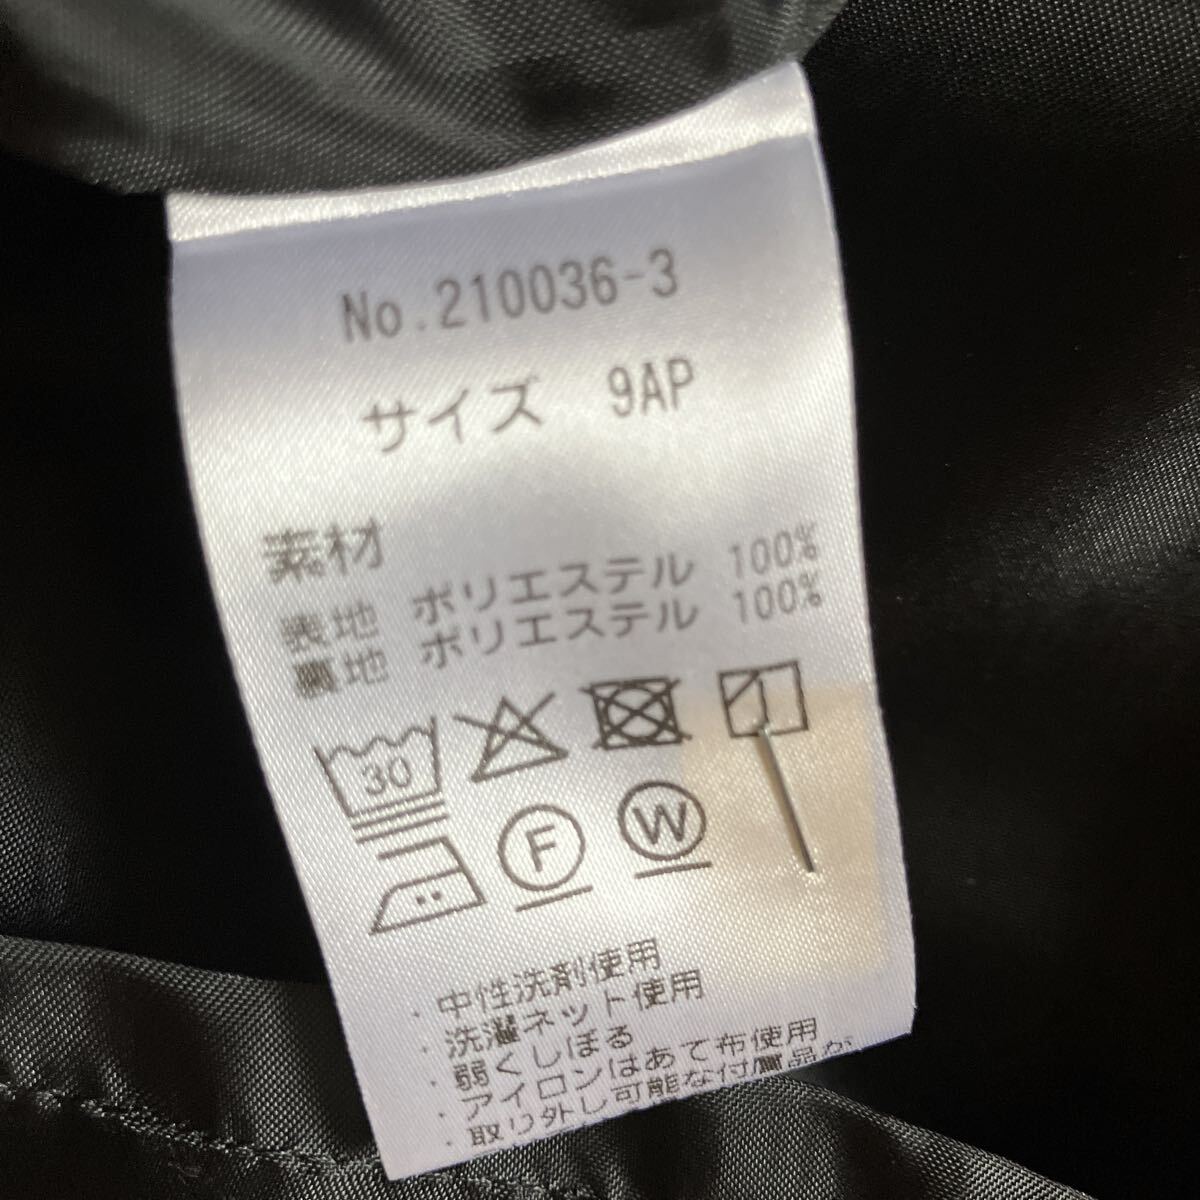 No.210036-3
サイズ 9AP
素材
表地 ポリエステル 100%
裏地 ポリエステル 100%
30
F W
・中性洗剤使用
・洗濯ネット使用
・弱くしぼる
・アイロンはあて布使用
・取り外し可能な付属品が